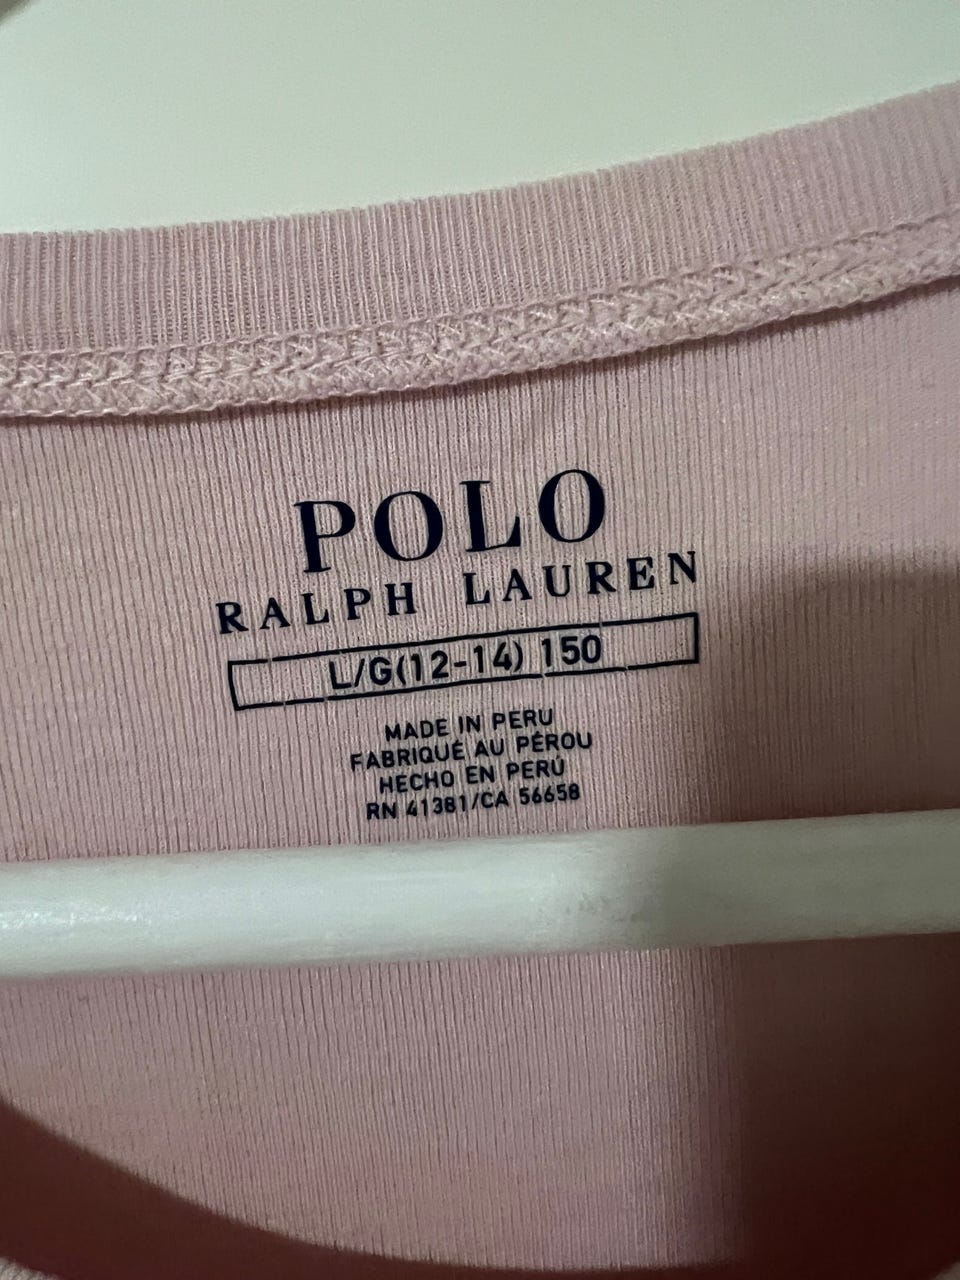 POLO
RALPH LAUREN
L/G(12-14) 150
MADE IN PERU
FABRIQUÉ AU PÉROU
HECHO EN PERÚ
RN 41381/CA 56658